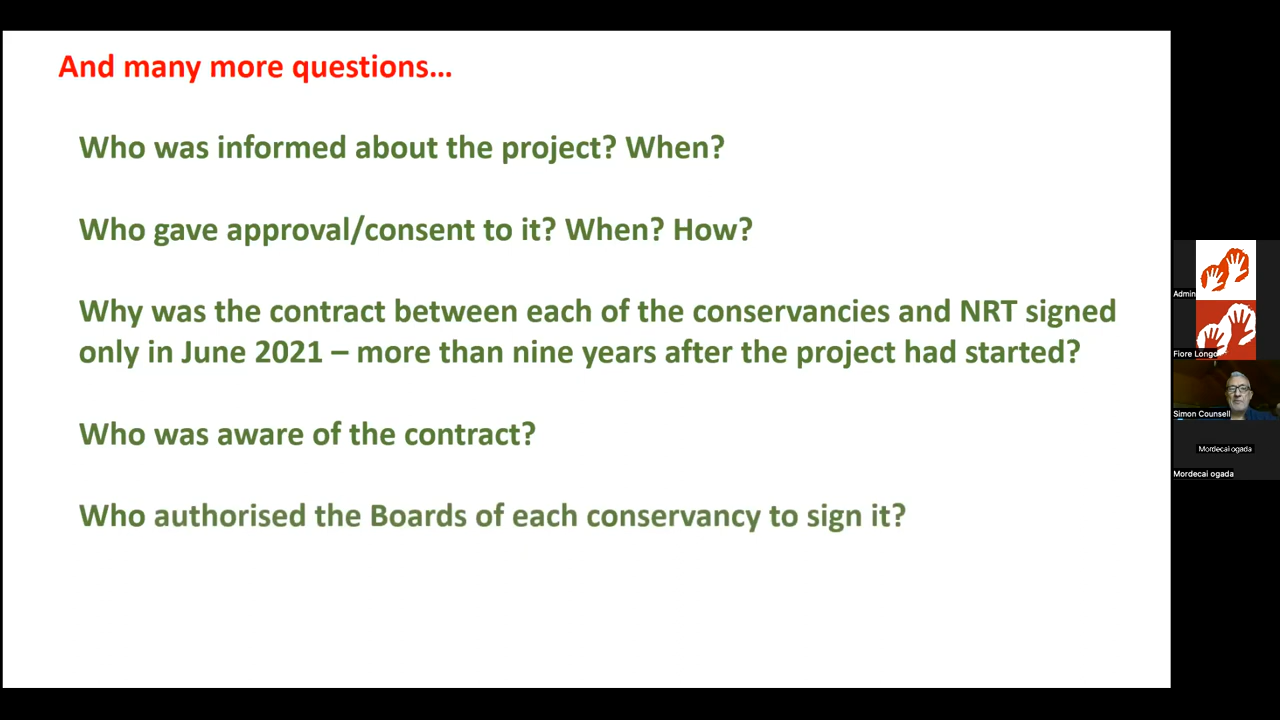 And many more questions…
Who was informed about the project? When?
Who gave approval/consent to it? When? How?
Why was the contract between each of the conservancies and NRT signed
only in June 2021 – more than nine years after the project had started?
Who was aware of the contract?
Who authorised the Boards of each conservancy to sign it?
Admin
Fiore Longo
Simon Counsell
Mordecai ogada
Mordecai ogada